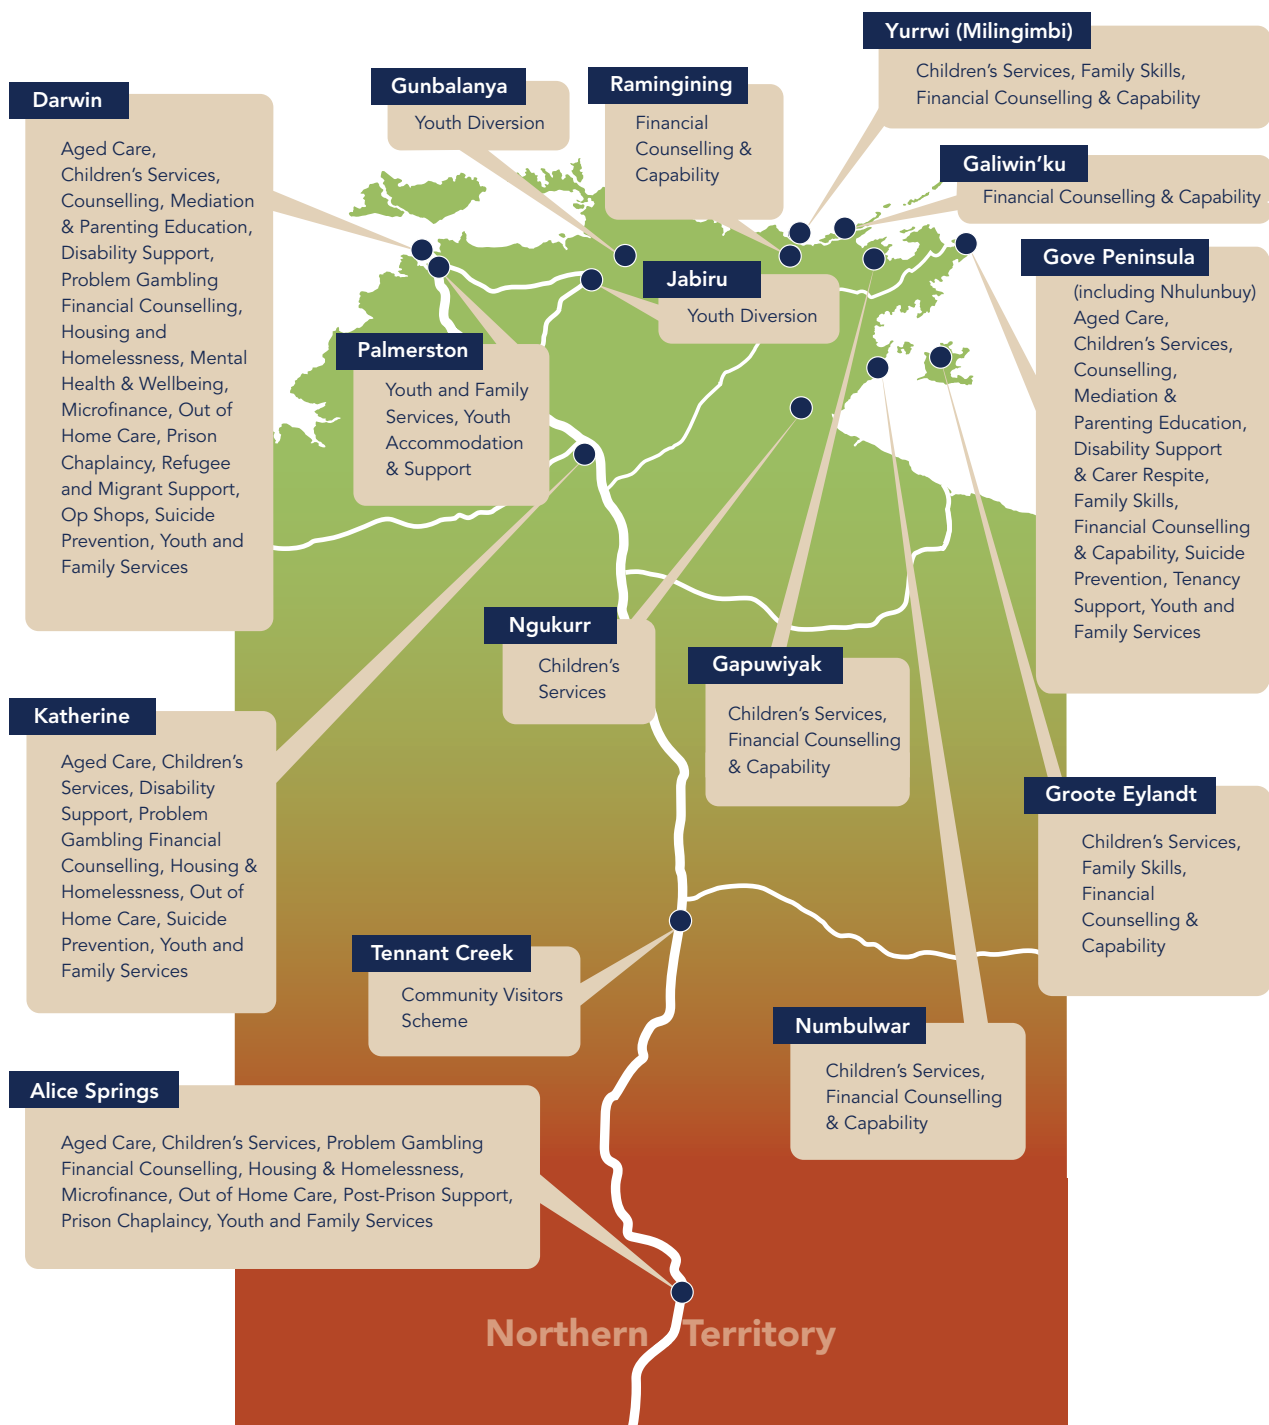 Yurrwi (Milingimbi)
Children's Services, Family Skills,
Financial Counselling & Capability
Gunbalanya
Youth Diversion
Ramingining
Financial
Counselling &
Capability
Darwin
Aged Care,
Children's Services,
Counselling, Mediation
& Parenting Education,
Disability Support,
Problem Gambling
Financial Counselling,
Housing and
Homelessness, Mental
Health & Wellbeing,
Microfinance, Out of
Home Care, Prison
Chaplaincy, Refugee
and Migrant Support,
Op Shops, Suicide
Prevention, Youth and
Family Services
Galiwin'ku
Financial Counselling & Capability
Gove Peninsula
(including Nhulunbuy)
Aged Care,
Children's Services,
Counselling,
Mediation &
Parenting Education,
Disability Support
& Carer Respite,
Family Skills,
Financial Counselling
& Capability, Suicide
Prevention, Tenancy
Support, Youth and
Family Services
Jabiru
Youth Diversion
Palmerston
Youth and Family
Services, Youth
Accommodation
& Support
Ngukurr
Children's
Services
Gapuwiyak
Children's Services,
Financial Counselling
& Capability
Katherine
Aged Care, Children's
Services, Disability
Support, Problem
Gambling Financial
Counselling, Housing &
Homelessness, Out of
Home Care, Suicide
Prevention, Youth and
Family Services
Groote Eylandt
Children's Services,
Family Skills,
Financial
Counselling &
Capability
Tennant Creek
Community Visitors
Scheme
Numbulwar
Children's Services,
Financial Counselling
& Capability
Alice Springs
Aged Care, Children's Services, Problem Gambling
Financial Counselling, Housing & Homelessness,
Microfinance, Out of Home Care, Post-Prison Support,
Prison Chaplaincy, Youth and Family Services
Northern Territory